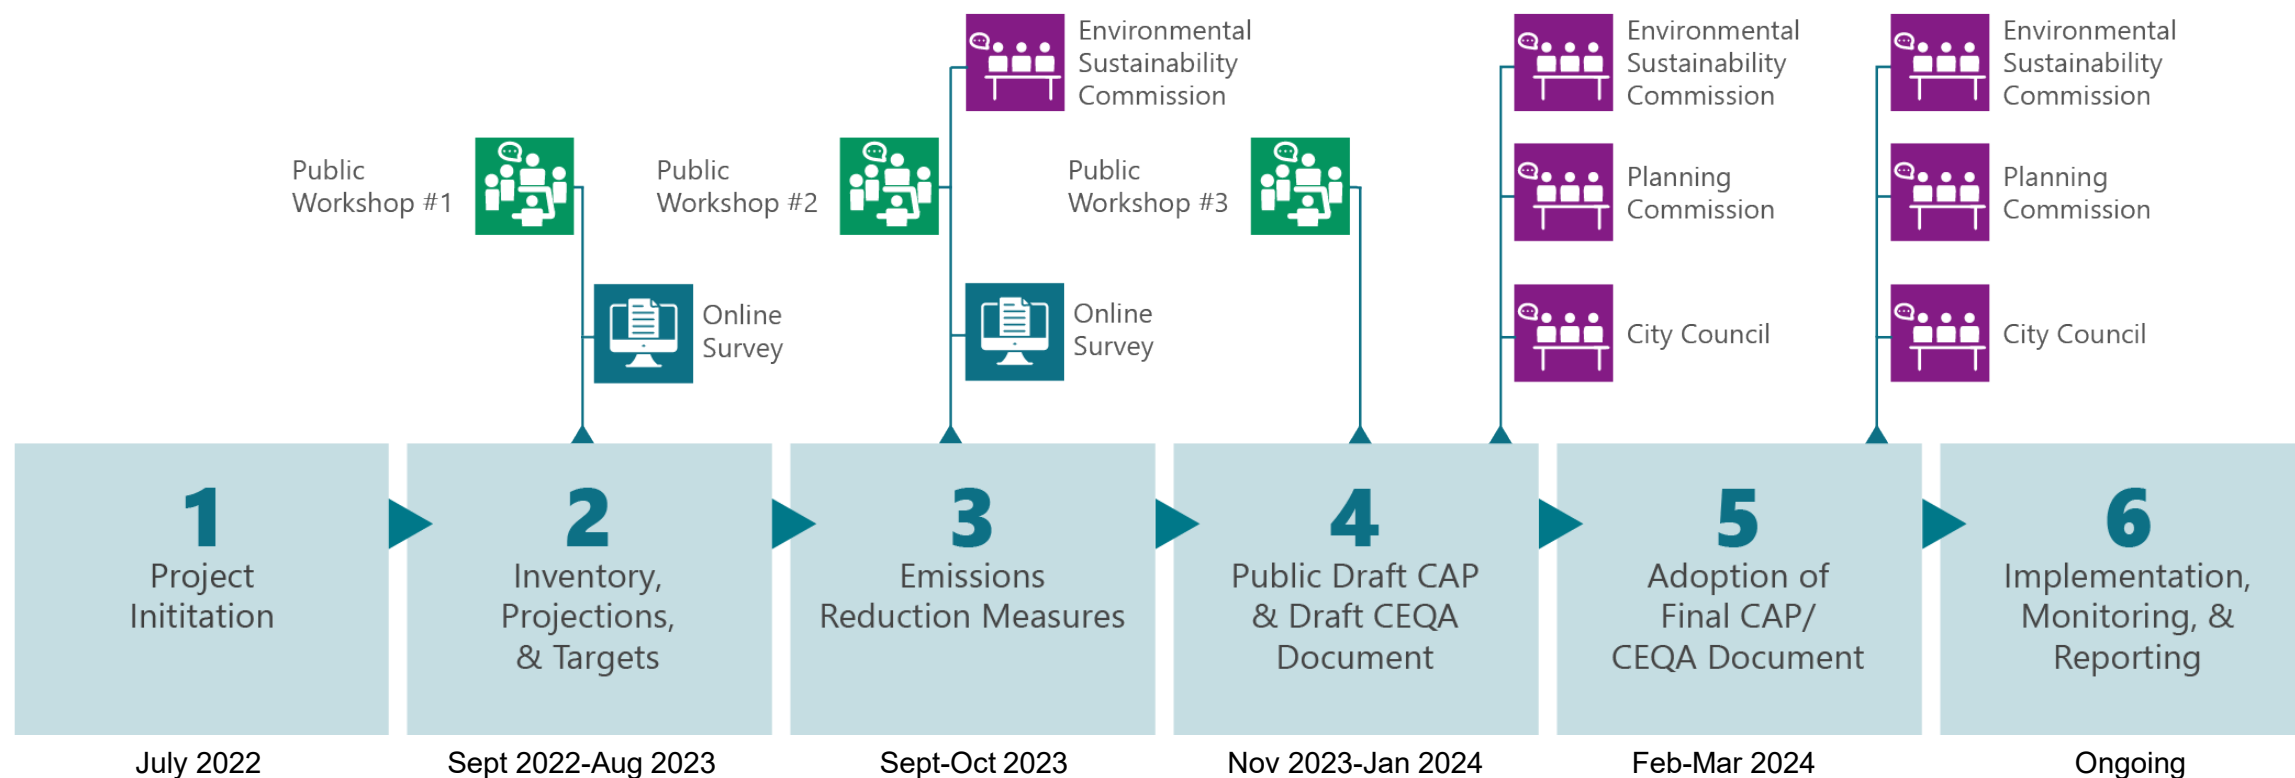 Environmental
Sustainability
Commission
Environmental
Sustainability
Commission
Environmental
Sustainability
Commission
Public
Workshop #1
Public
Workshop #2
Public
Workshop #3
Planning
Commission
Planning
Commission
Online
Survey
Online
Survey
City Council
City Council
1
Project
Inititation
2
Inventory,
Projections,
& Targets
3
Emissions
Reduction Measures
4
Public Draft CAP
& Draft CEQA
Document
5
Adoption of
Final CAP/
CEQA Document
6
Implementation,
Monitoring, &
Reporting
July 2022
Sept 2022-Aug 2023
Sept-Oct 2023
Nov 2023-Jan 2024
Feb-Mar 2024
Ongoing